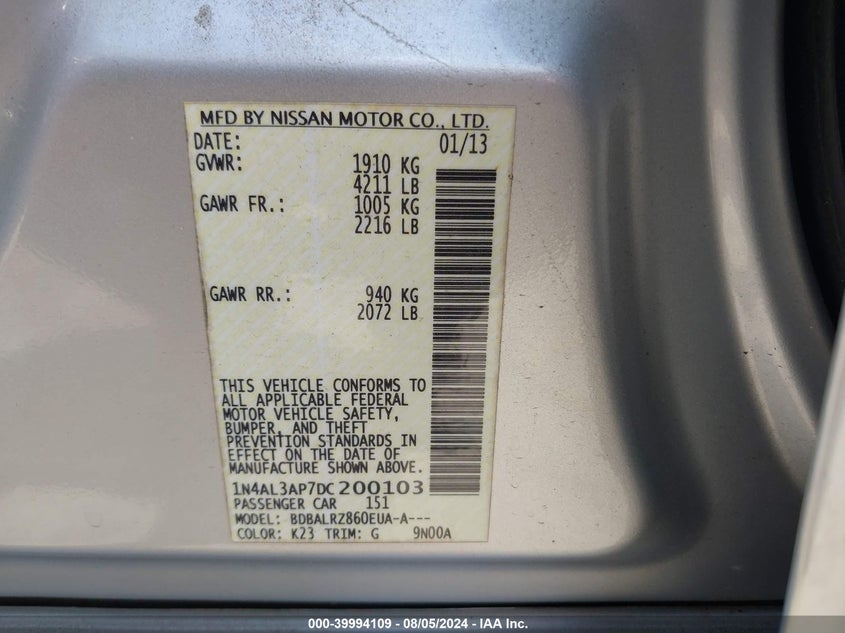 MFD BY NISSAN MOTOR CO., LTD.
DATE: 01/13
GVWR: 1910 KG
4211 LB
GAWR FR.: 1005 KG
2216 LB
GAWR RR.: 940 KG
2072 LB
THIS VEHICLE CONFORMS TO
ALL APPLICABLE FEDERAL
MOTOR VEHICLE SAFETY,
BUMPER, AND THEFT
PREVENTION STANDARDS IN
EFFECT ON THE DATE OF
MANUFACTURE SHOWN ABOVE.
1N4AL3AP7DC200103
PASSENGER CAR 151
MODEL: BDBALRZ860EUA-A---
COLOR: K23 TRIM: G 9N00A
000-39994109 - 08/05/2024 - IAA Inc.